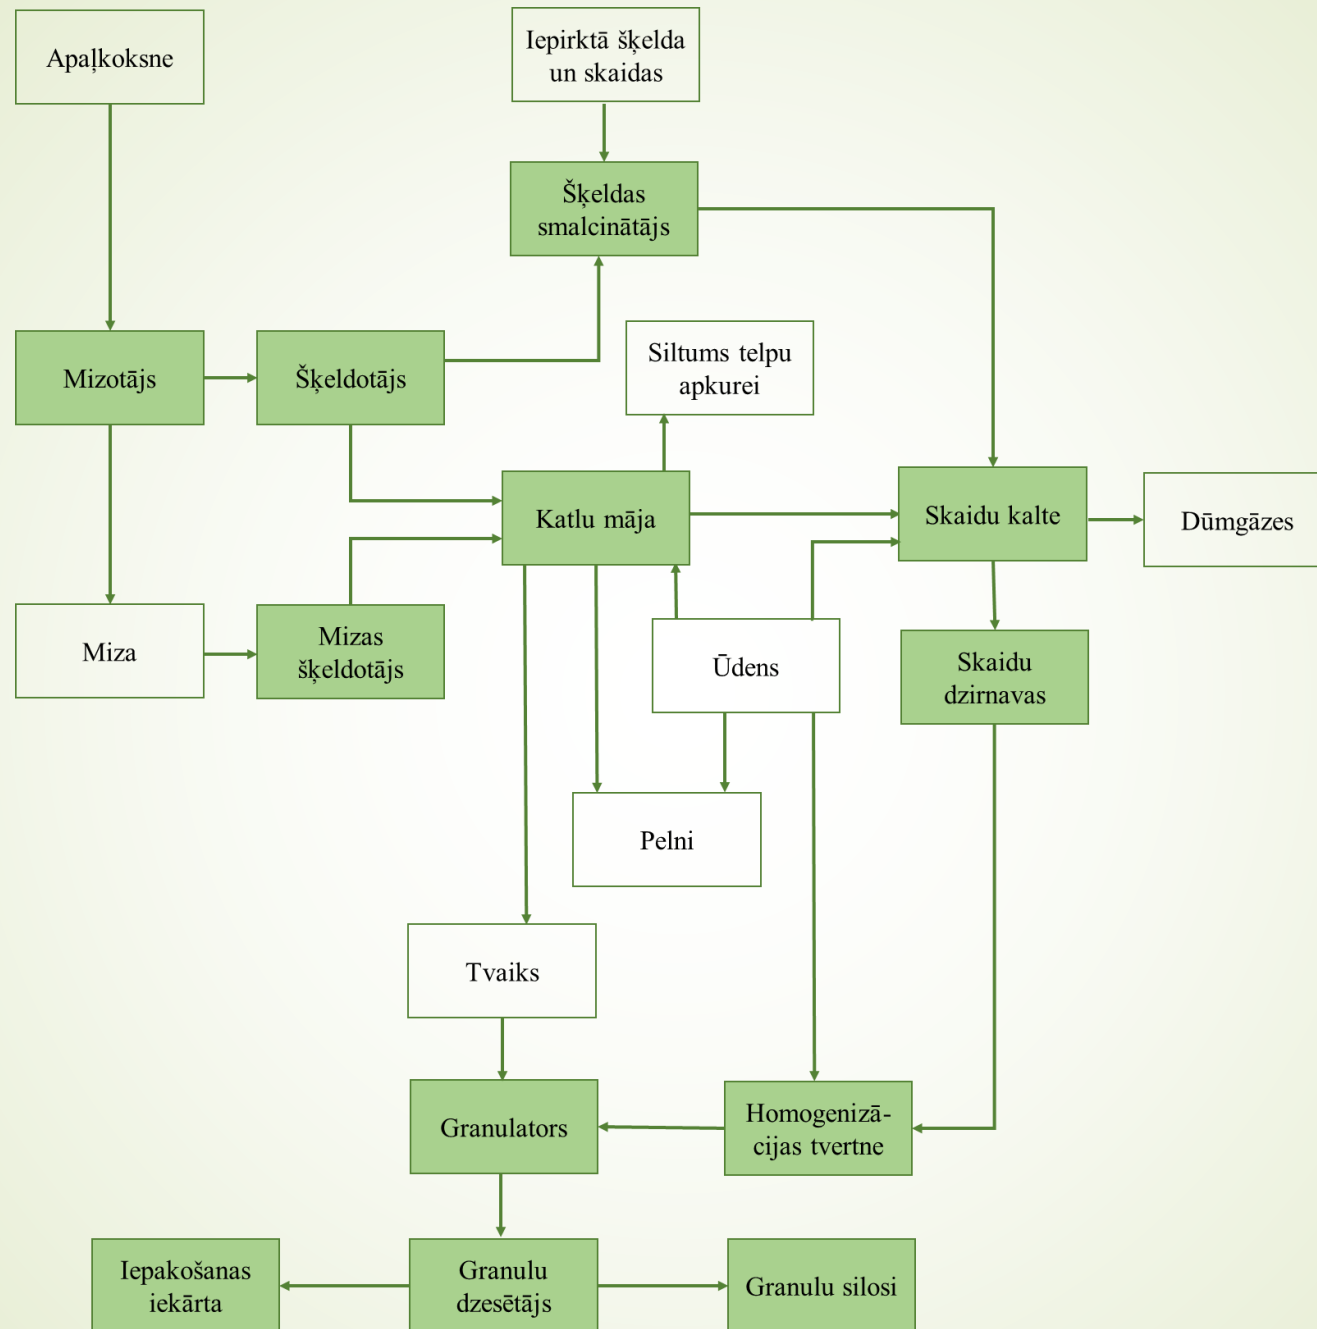 Apaļkoksne
Iepirktā šķelda
un skaidas
Šķeldas
smalcinātājs
Mizotājs
Šķeldotājs
Siltums telpu
apkurei
Katlu māja
Skaidu kalte
Dūmgāzes
Miza
Mizas
šķeldotājs
Ūdens
Skaidu
dzirnavas
Pelni
Tvaiks
Granulators
Homogenizā-
cijas tvertne
Iepakošanas
iekārta
Granulu
dzesētājs
Granulu silosi